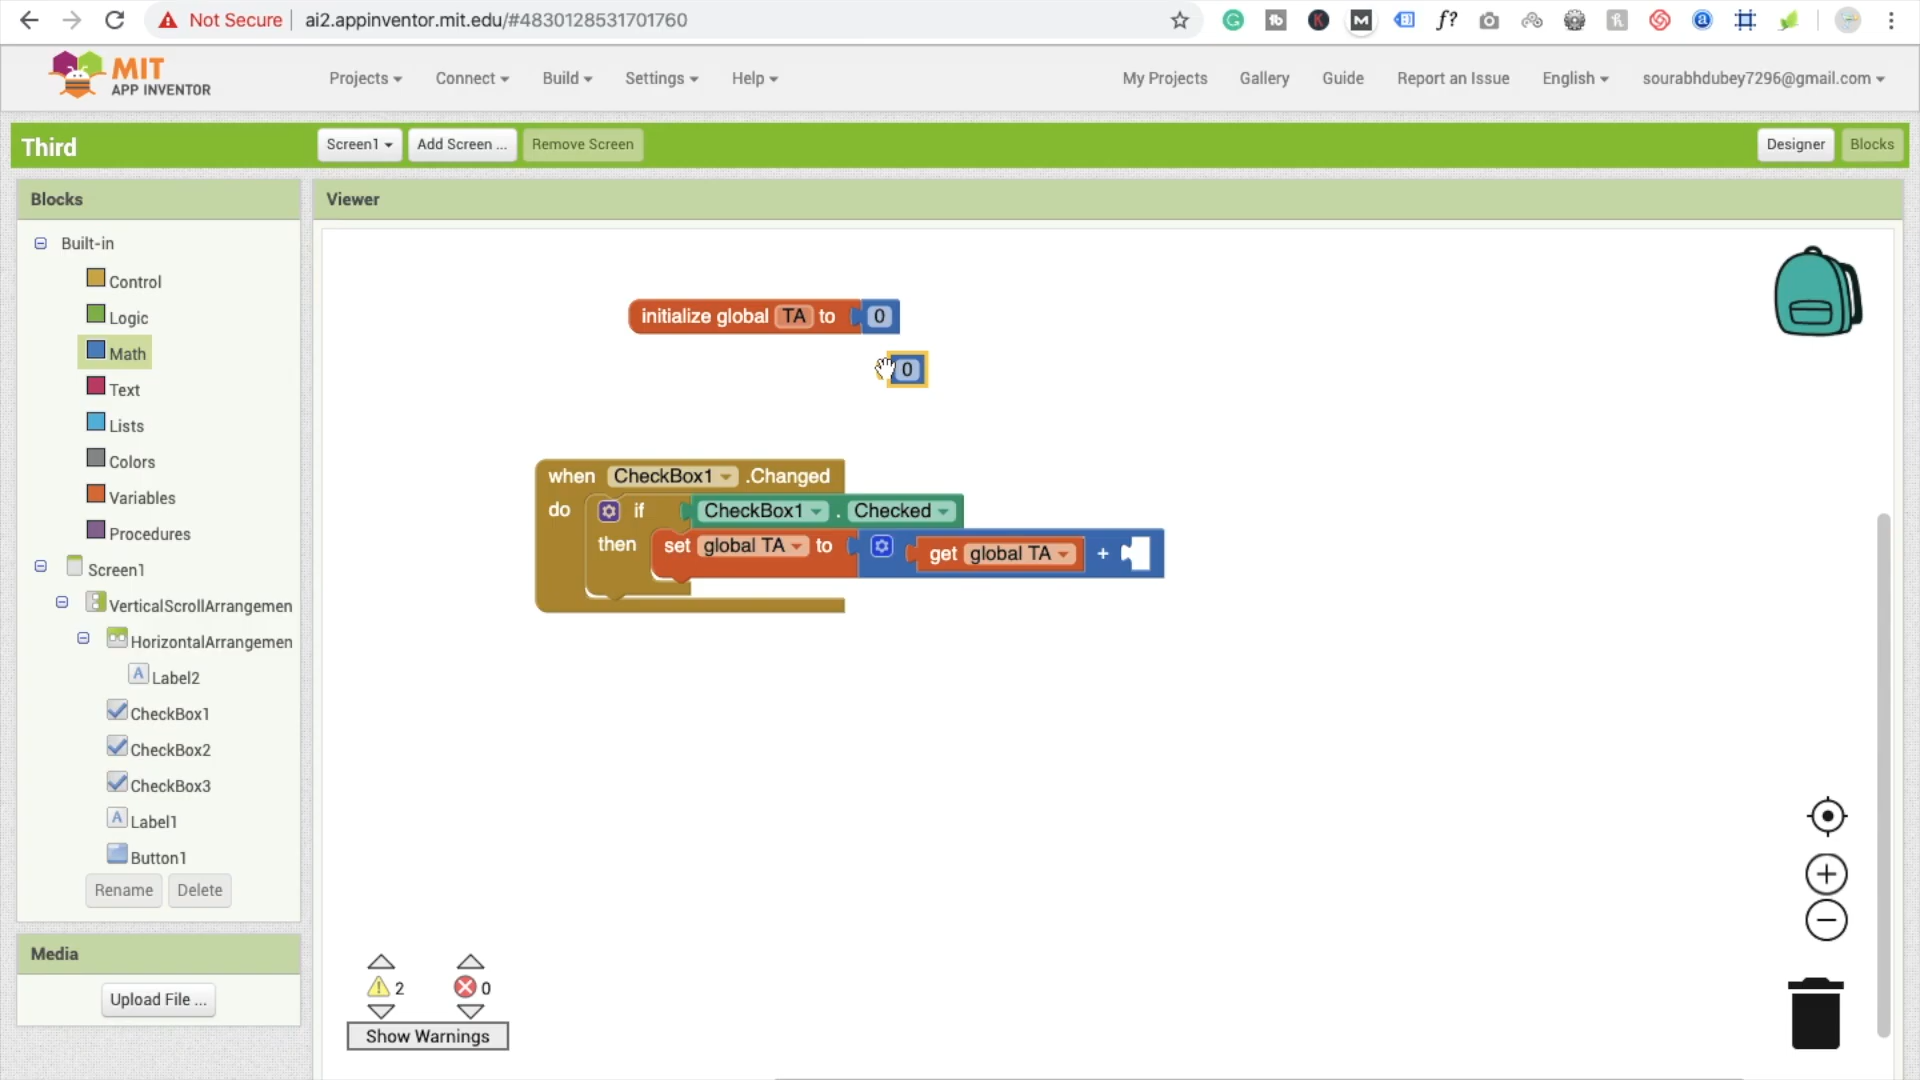 Not Secure ai2.appinventor.mit.edu/#4830128531701760
MIT
APP INVENTOR
Projects Connect Build Settings Help My Projects Gallery Guide Report an Issue English sourabhdubey7296@gmail.com
Third Screen1 Add Screen ... Remove Screen Designer Blocks
Blocks
Viewer
Built-in
Control
Logic
Math
Text
Lists
Colors
Variables
Procedures
Screen1
VerticalScrollArrangemen
HorizontalArrangemen
Label2
CheckBox1
CheckBox2
CheckBox3
Label1
Button1
Rename Delete
Media
Upload File ...
initialize global TA to 0
0
when CheckBox1 .Changed
do if CheckBox1 . Checked
then set global TA to get global TA +
2 0
Show Warnings